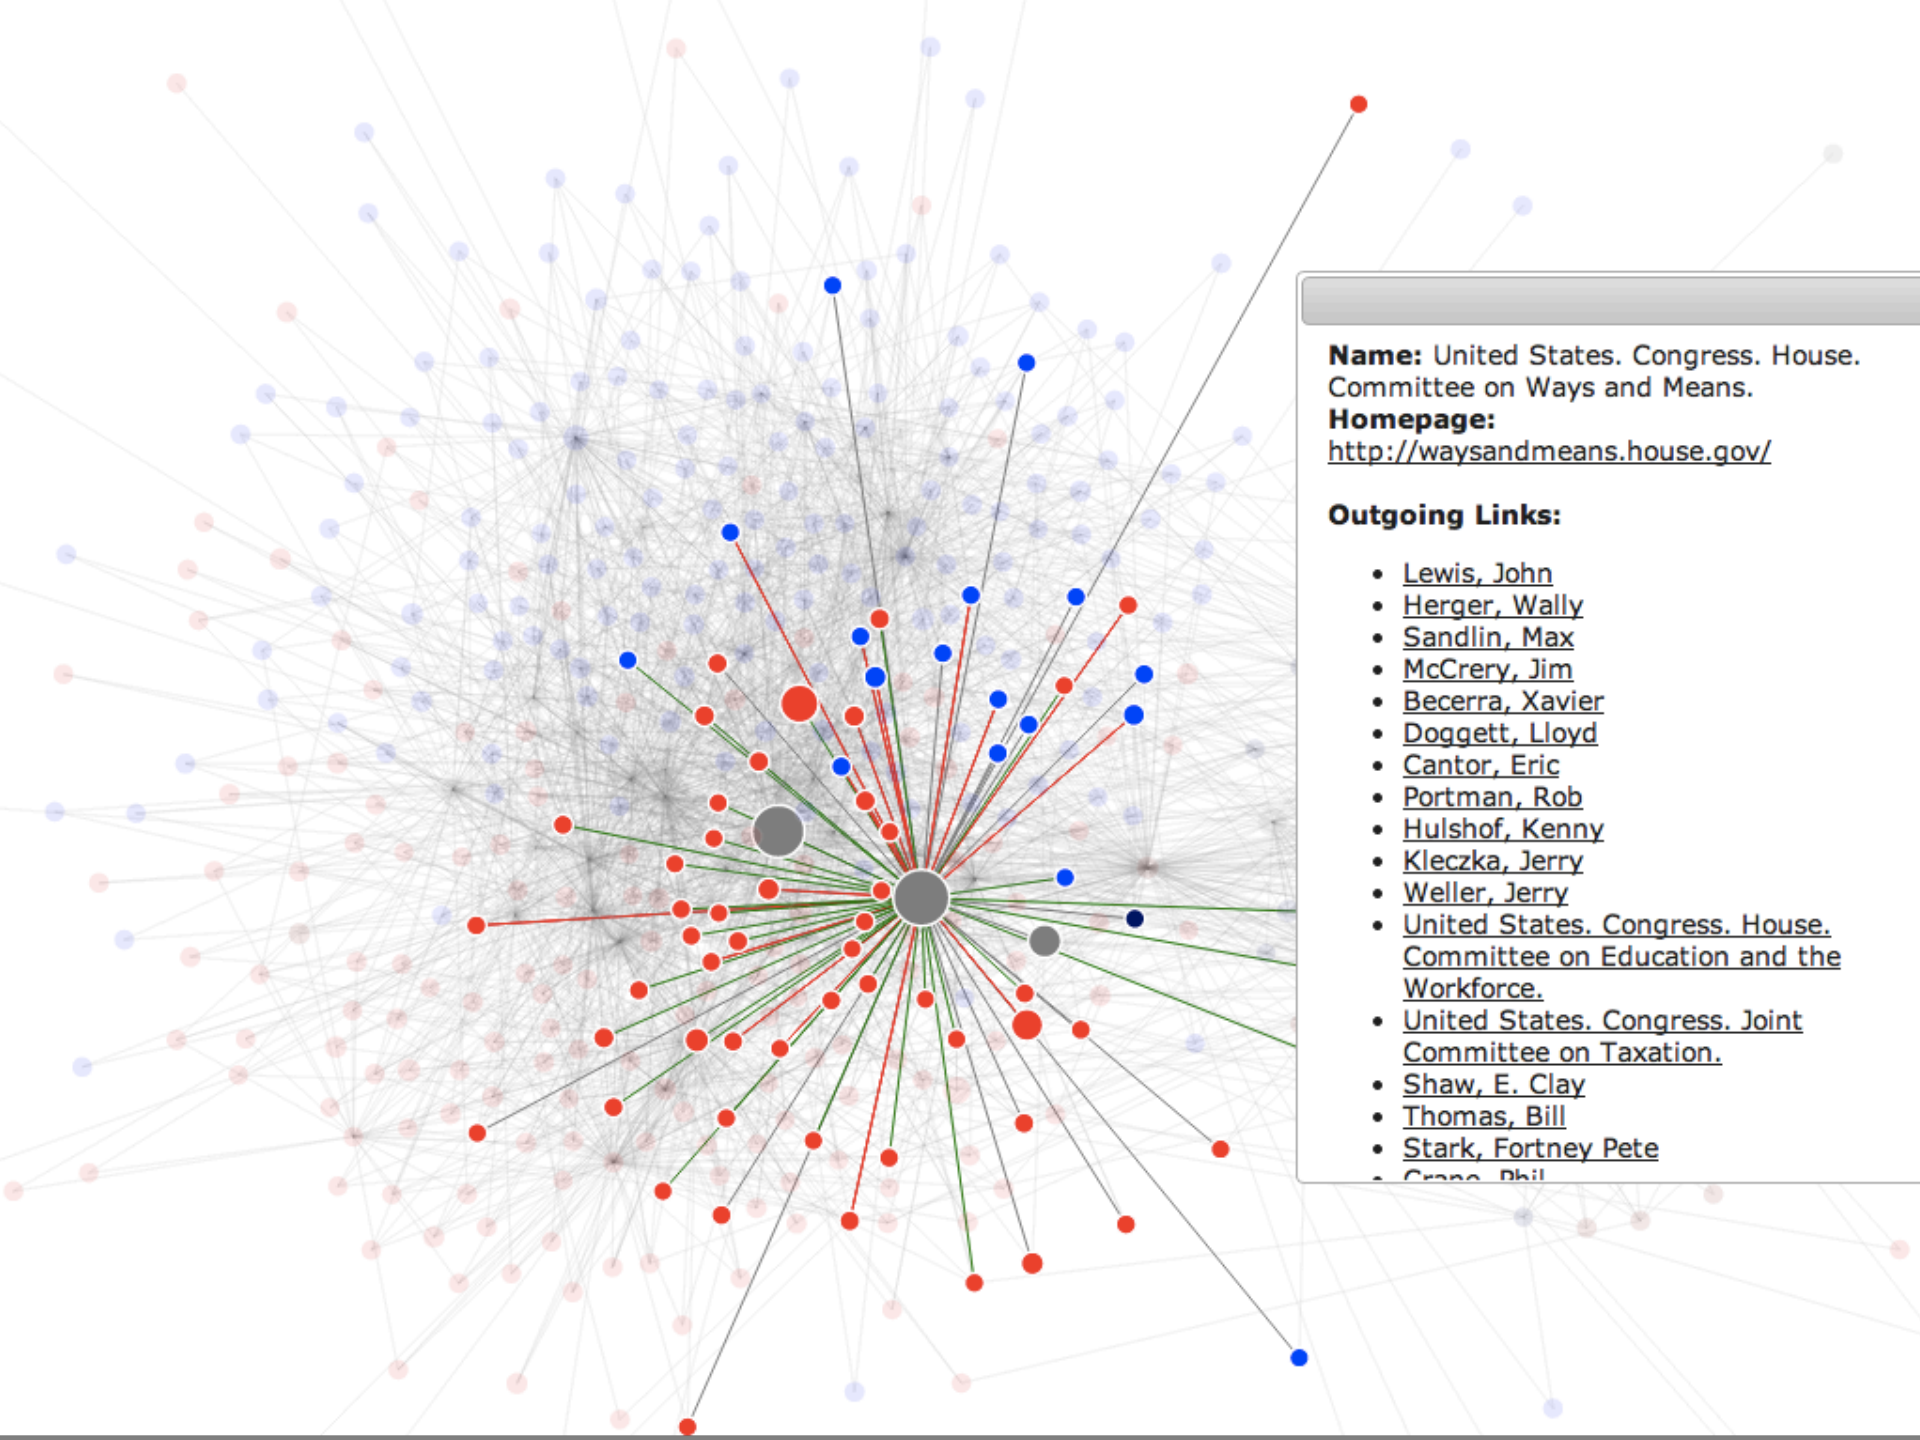 Name: United States. Congress. House.
Committee on Ways and Means.
Homepage:
http://waysandmeans.house.gov/
Outgoing Links:
• Lewis, John
• Herger, Wally
• Sandlin, Max
• McCrery, Jim
• Becerra, Xavier
• Doggett, Lloyd
• Cantor, Eric
• Portman, Rob
• Hulshof, Kenny
• Kleczka, Jerry
• Weller, Jerry
• United States. Congress. House.
Committee on Education and the
Workforce.
• United States. Congress. Joint
Committee on Taxation.
• Shaw, E. Clay
• Thomas, Bill
• Stark, Fortney Pete
• Crane, Phil